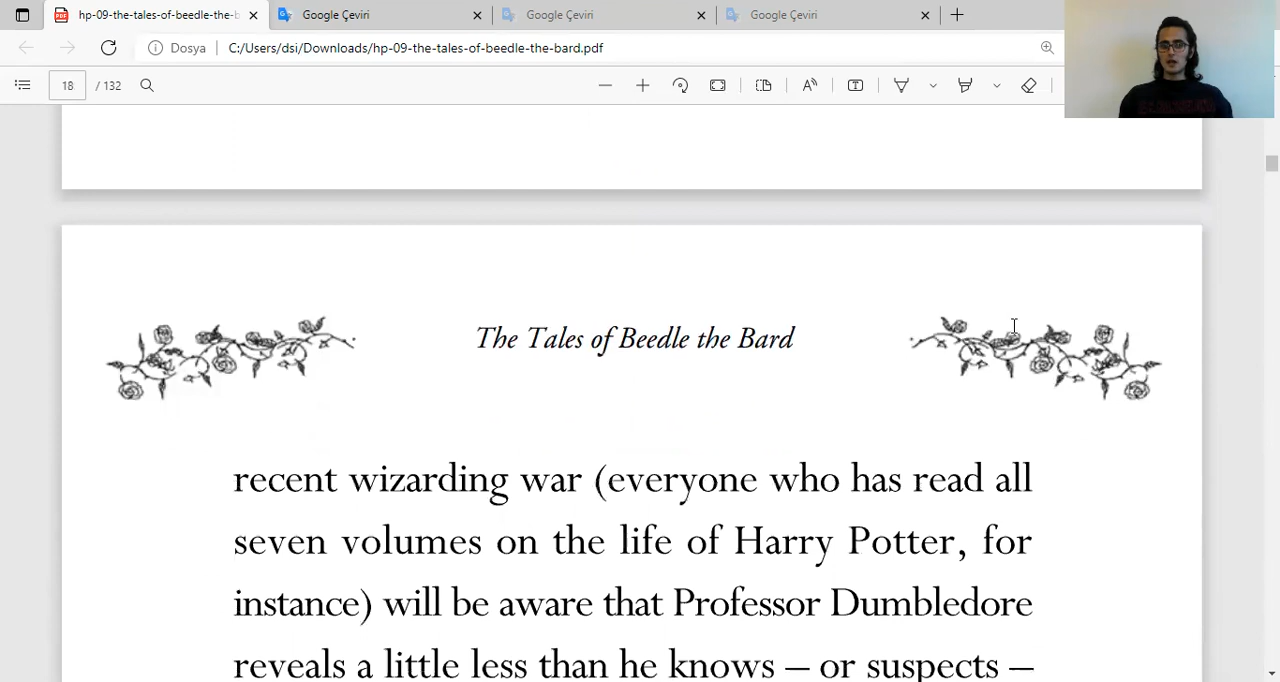 hp-09-the-tales-of-beedle-the-b
Google Çeviri
Google Çeviri
Google Çeviri
Dosya
C:/Users/dsi/Downloads/hp-09-the-tales-of-beedle-the-bard.pdf
18 / 132
The Tales of Beedle the Bard
recent wizarding war (everyone who has read all
seven volumes on the life of Harry Potter, for
instance) will be aware that Professor Dumbledore
reveals a little less than he knows – or suspects –